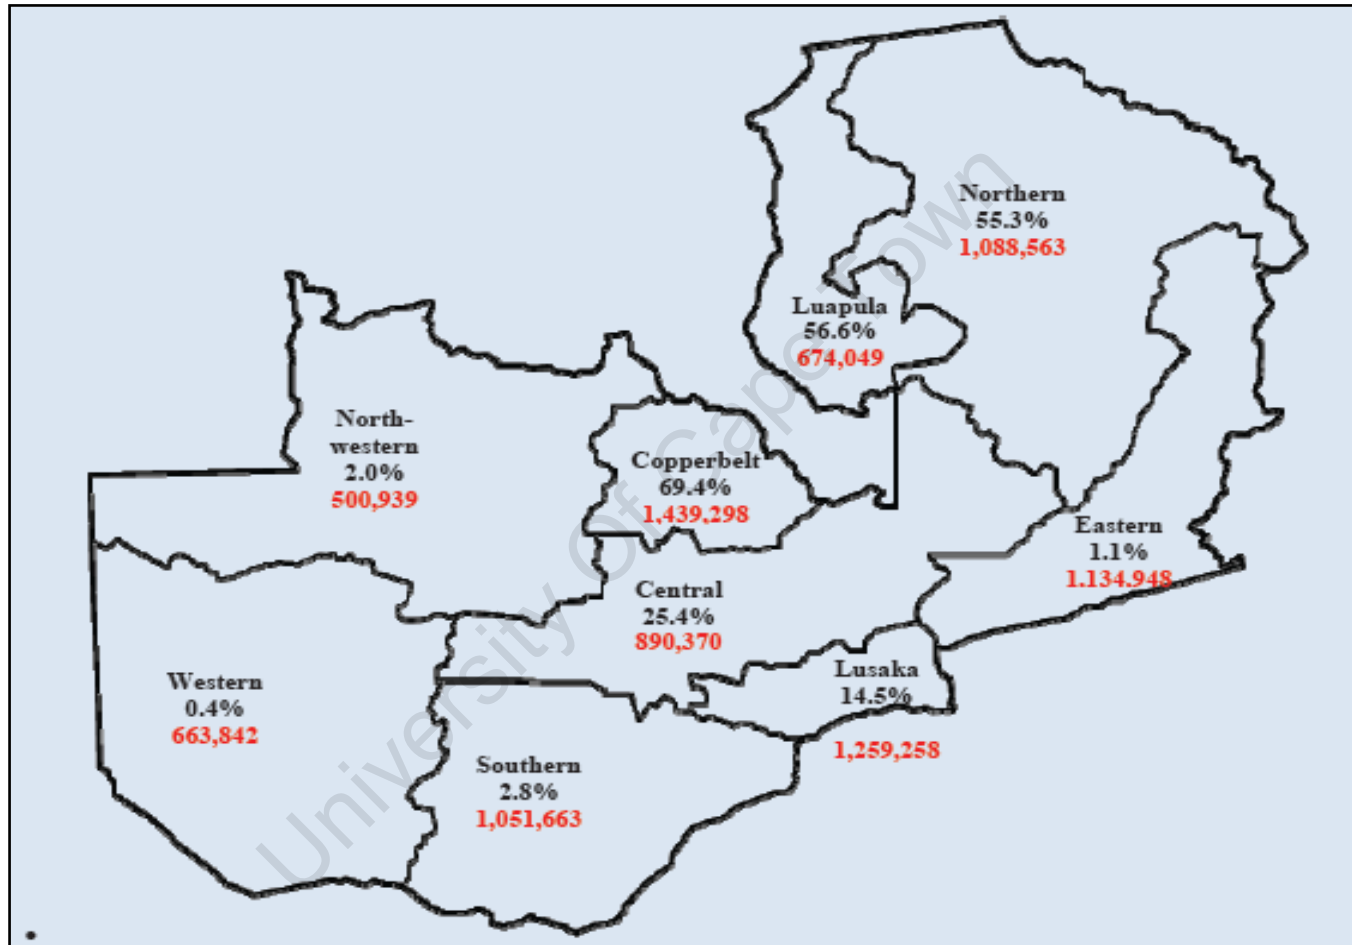 Northern
55.3%
1,088,563
Luapula
56.6%
674,049
North-
western
2.0%
500,939
Copperbelt
69.4%
1,439,298
Eastern
1.1%
1.134.948
Central
25.4%
890,370
Lusaka
14.5%
1,259,258
Western
0.4%
663,842
Southern
2.8%
1,051,663
University of Cape Town